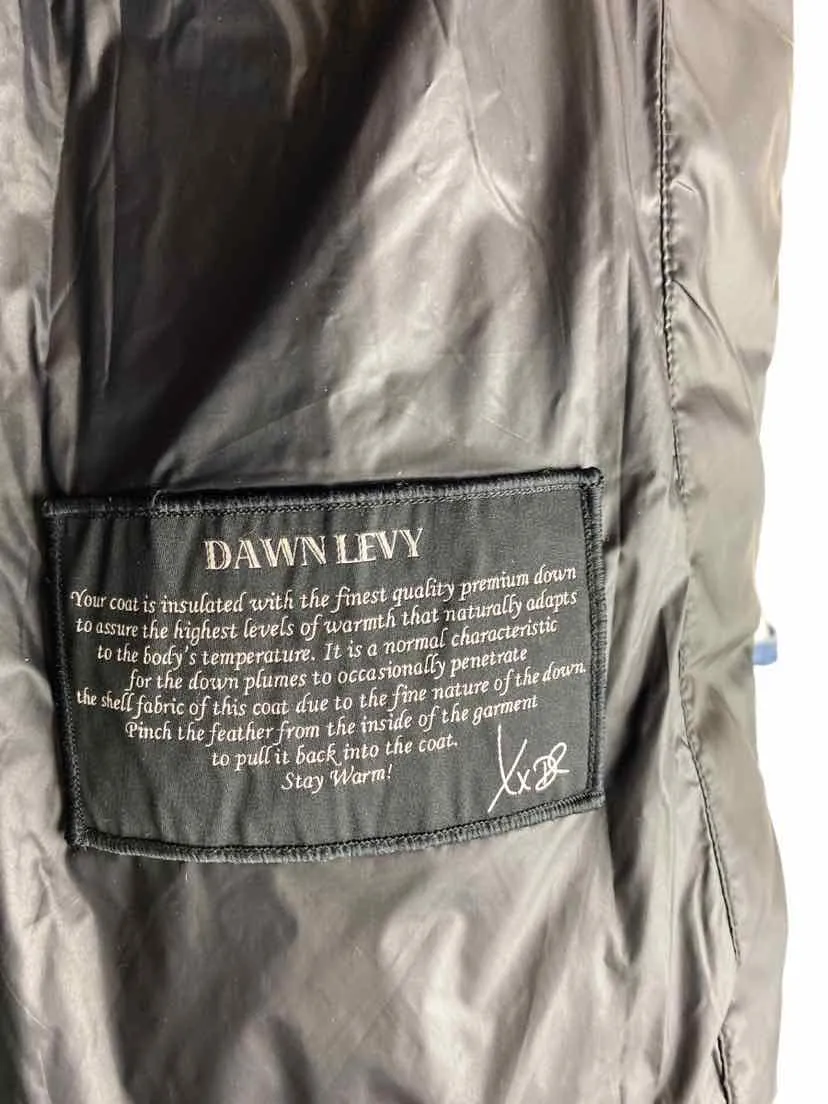 DAWN LEVY
Your coat is insulated with the finest quality premium down
to assure the highest levels of warmth that naturally adapts
to the body's temperature. It is a normal characteristic
for the down plumes to occasionally penetrate
the shell fabric of this coat due to the fine nature of the down.
Pinch the feather from the inside of the garment
to pull it back into the coat.
Stay Warm!